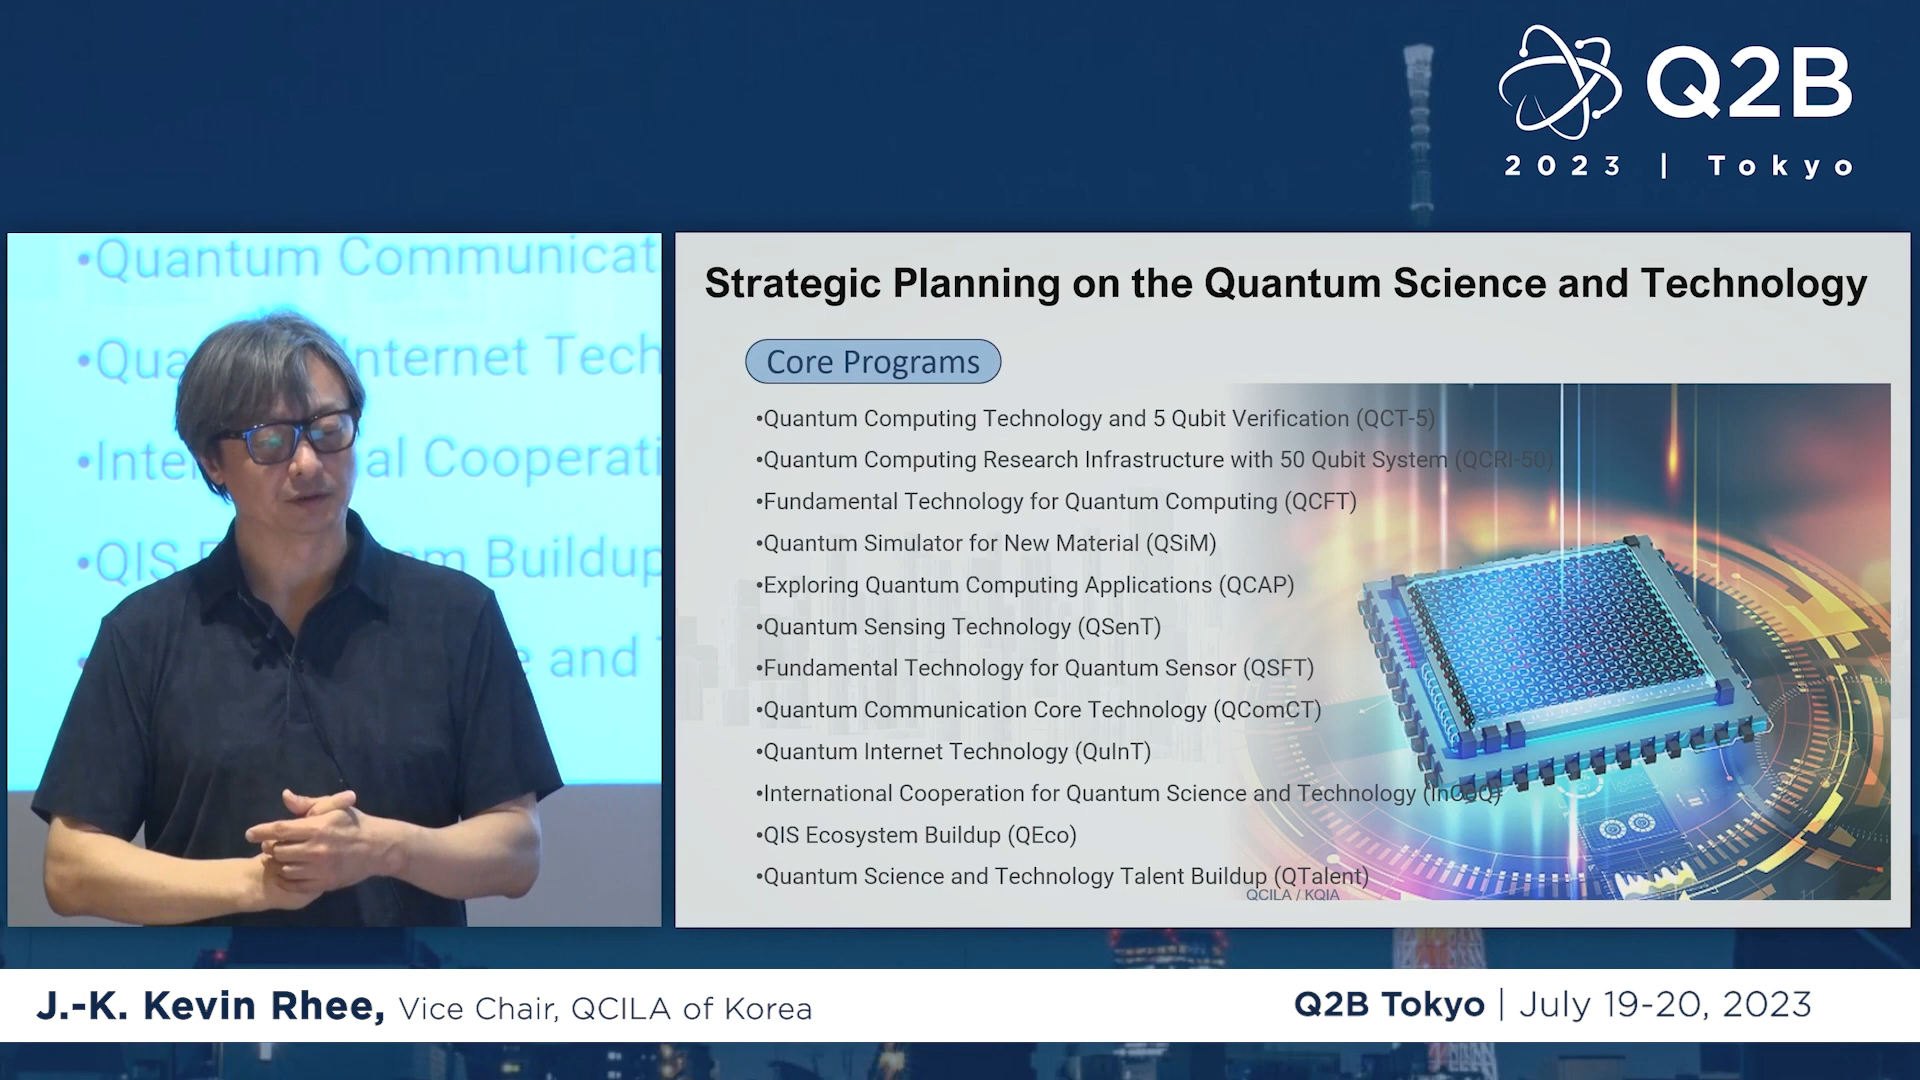 Q2B
2023 | Tokyo
•Quantum Communicat
•Qua Internet Tech
•Inte al Cooperati
•QIS m Buildup
e and
Strategic Planning on the Quantum Science and Technology
Core Programs
•Quantum Computing Technology and 5 Qubit Verification (QCT-5)
•Quantum Computing Research Infrastructure with 50 Qubit System (QCRI-50)
•Fundamental Technology for Quantum Computing (QCFT)
•Quantum Simulator for New Material (QSiM)
•Exploring Quantum Computing Applications (QCAP)
•Quantum Sensing Technology (QSenT)
•Fundamental Technology for Quantum Sensor (QSFT)
•Quantum Communication Core Technology (QComCT)
•Quantum Internet Technology (QuInT)
•International Cooperation for Quantum Science and Technology (InCoQ)
•QIS Ecosystem Buildup (QEco)
•Quantum Science and Technology Talent Buildup (QTalent)
QCILA / KQIA
11
J.-K. Kevin Rhee, Vice Chair, QCILA of Korea
Q2B Tokyo | July 19-20, 2023